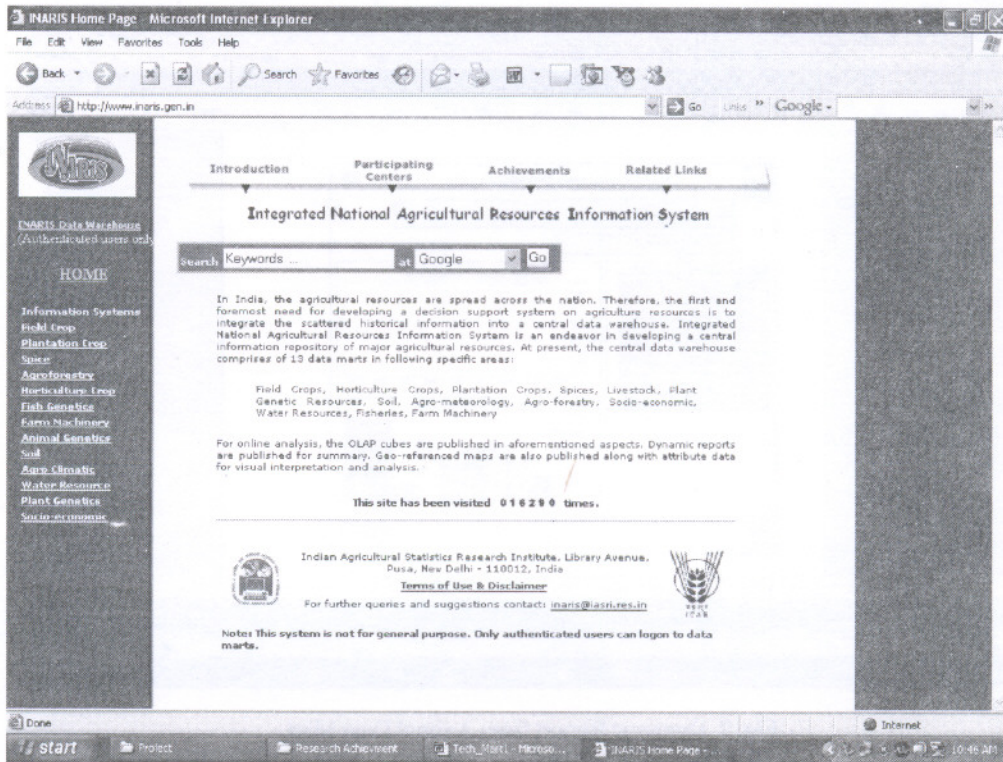 INARIS Home Page - Microsoft Internet Explorer
File Edit View Favorites Tools Help
Back Search Favorites
Address http://www.inaris.gen.in Go Links » Google
INARIS
INARIS Data Warehouse
(Authenticated users only
HOME
Information Systems
Field Crop
Plantation Crop
Spice
Agroforestry
Horticulture Crop
Fish Genetics
Farm Machinery
Animal Genetics
Soil
Agro Climatic
Water Resource
Plant Genetics
Socio-economic
Introduction Participating Centers Achievements Related Links
Integrated National Agricultural Resources Information System
Search Keywords ... at Google Go
In India, the agricultural resources are spread across the nation. Therefore, the first and
foremost need for developing a decision support system on agriculture resources is to
integrate the scattered historical information into a central data warehouse. Integrated
National Agricultural Resources Information System is an endeavor in developing a central
information repository of major agricultural resources. At present, the central data warehouse
comprises of 13 data marts in following specific areas:
Field Crops, Horticulture Crops, Plantation Crops, Spices, Livestock, Plant
Genetic Resources, Soil, Agro-meteorology, Agro-forestry, Socio-economic,
Water Resources, Fisheries, Farm Machinery
For online analysis, the OLAP cubes are published in aforementioned aspects. Dynamic reports
are published for summary. Geo-referenced maps are also published along with attribute data
for visual interpretation and analysis.
This site has been visited 016290 times.
Indian Agricultural Statistics Research Institute, Library Avenue,
Pusa, New Delhi - 110012, India
Terms of Use & Disclaimer
For further queries and suggestions contact: inaris@iasri.res.in
ICAR
Note: This system is not for general purpose. Only authenticated users can logon to data
marts.
Done Internet
start Project Research Achievment Tech_Mart1 - Microso... INARIS Home Page - ... 10:46 AM